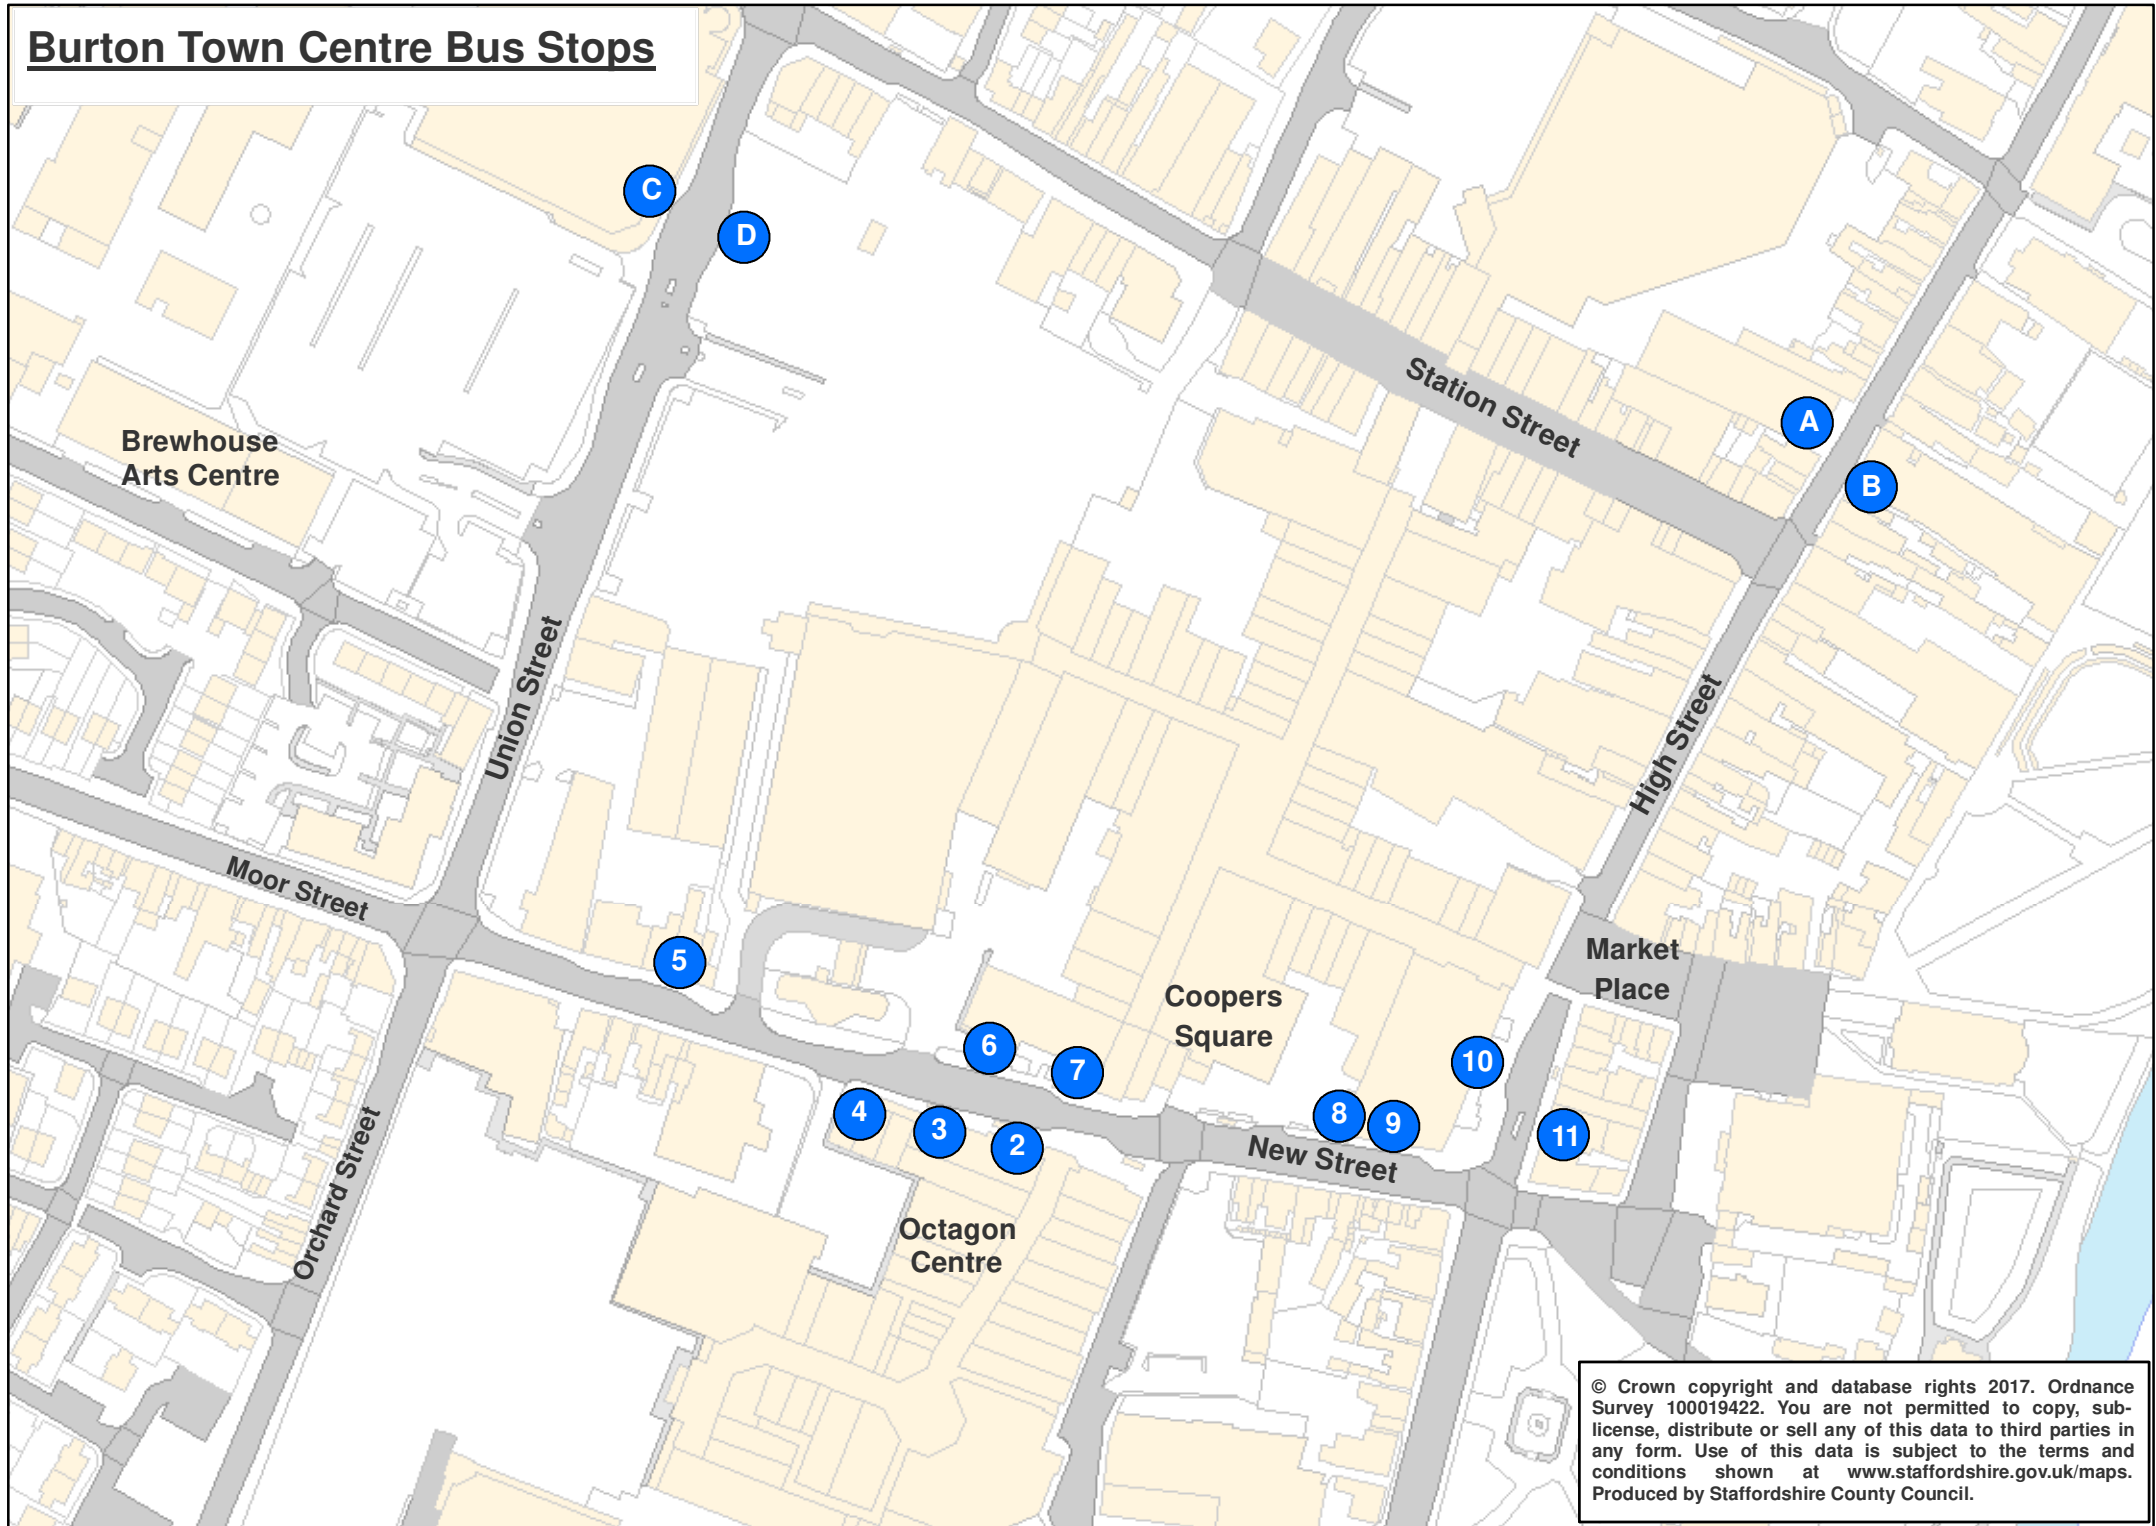 Burton Town Centre Bus Stops
C
D
Station Street
A
B
Brewhouse
Arts Centre
Union Street
High Street
Moor Street
Market
Place
5
Coopers
Square
6
7
10
4
3
2
8
9
11
New Street
Orchard Street
Octagon
Centre
© Crown copyright and database rights 2017. Ordnance
Survey 100019422. You are not permitted to copy, sub-
license, distribute or sell any of this data to third parties in
any form. Use of this data is subject to the terms and
conditions shown at www.staffordshire.gov.uk/maps.
Produced by Staffordshire County Council.